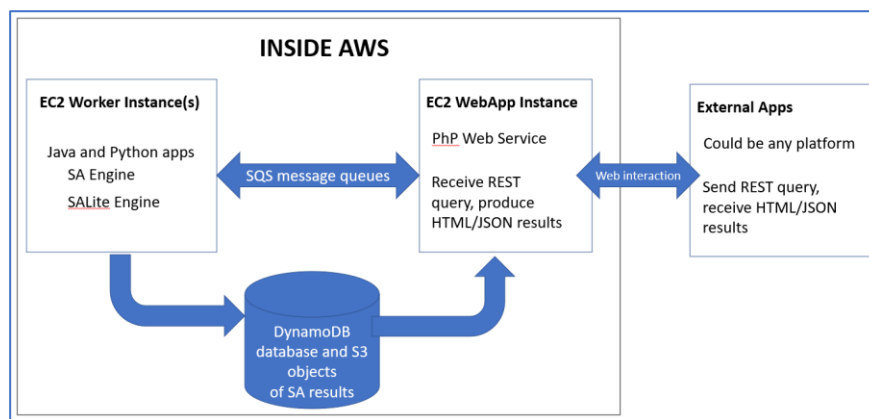 INSIDE AWS
EC2 Worker Instance(s)
Java and Python apps
SA Engine
SALite Engine
SQS message queues
EC2 WebApp Instance
PhP Web Service
Receive REST
query, produce
HTML/JSON results
Web interaction
External Apps
Could be any platform
Send REST query,
receive HTML/JSON
results
DynamoDB
database and S3
objects
of SA results